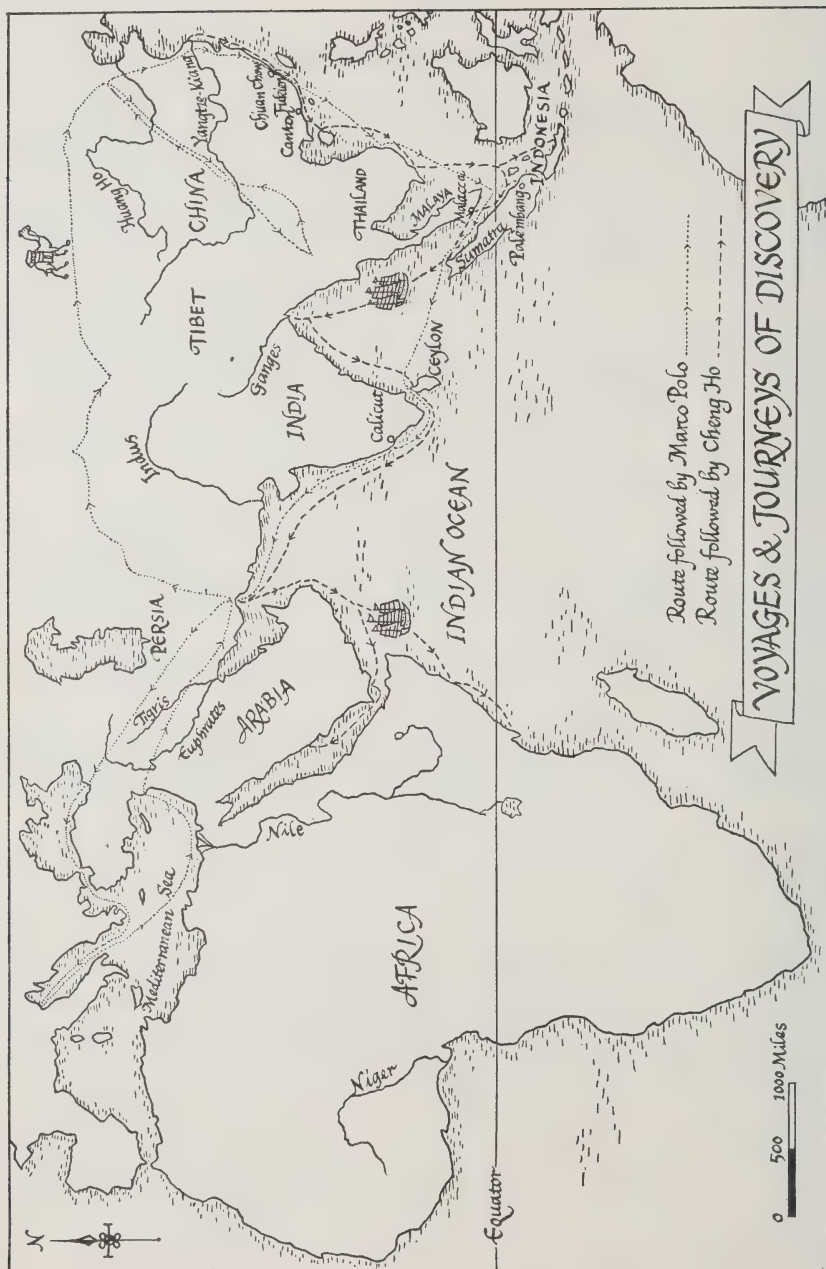 N
Mediterranean Sea
PERSIA
Tigris
Euphrates
ARABIA
Nile
AFRICA
Niger
Equator
0 500 1000 Miles
Huang Ho
Yangtze-Kiang
CHINA
Chuan Chow
Fukien
Canton
TIBET
Indus
Ganges
INDIA
Calicut
CEYLON
THAILAND
MALAYA
Malacca
Sumatra
Palembang
INDONESIA
INDIAN OCEAN
Route followed by Marco Polo
Route followed by Cheng Ho
VOYAGES & JOURNEYS OF DISCOVERY